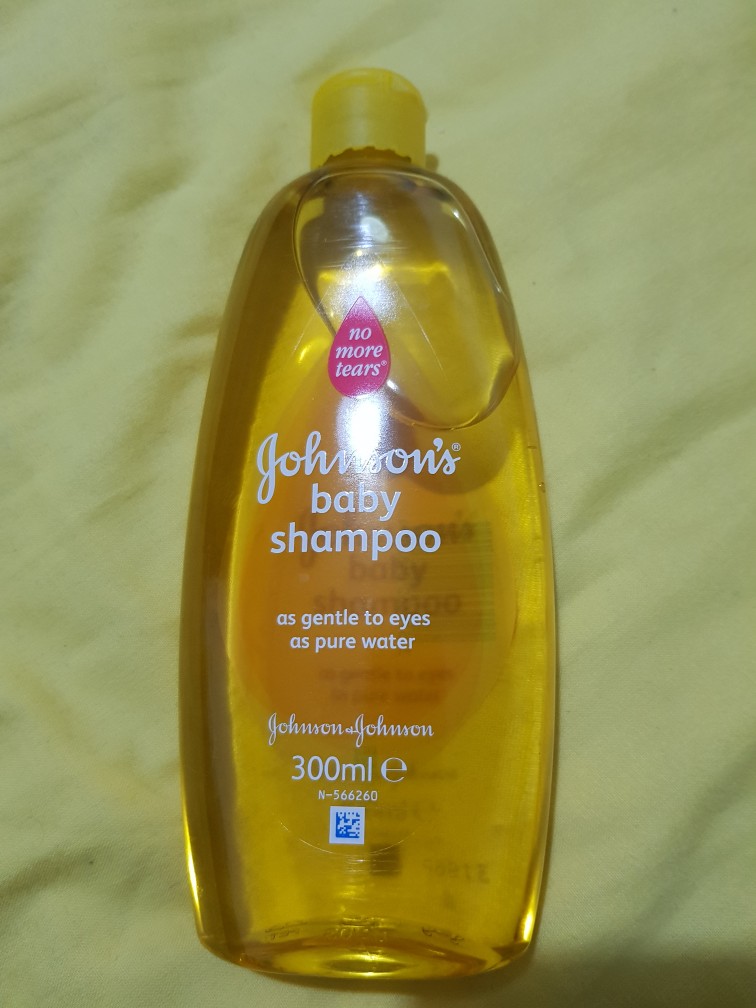 no
more
tears®
Johnson's®
baby
shampoo
as gentle to eyes
as pure water
Johnson & Johnson
300ml ℮
N-566260